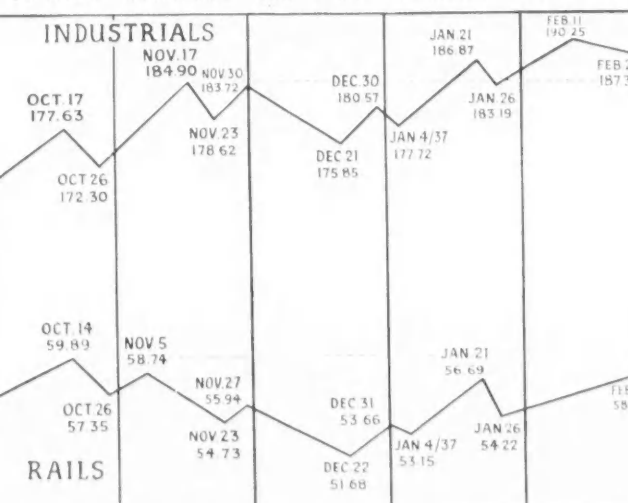 INDUSTRIALS
OCT. 17
177.63
OCT 26
172.30
NOV. 17
184.90
NOV 30
183.72
NOV. 23
178.62
DEC. 30
180.57
DEC 21
175.85
JAN 4/37
177.72
JAN. 21
186.87
JAN. 26
183.19
FEB. 11
190.25
OCT. 14
59.89
OCT 26
57.35
NOV 5
58.74
NOV. 27
55.94
NOV 23
54.73
DEC 31
53.66
DEC. 22
51.68
JAN 4/37
53.15
JAN. 21
56.69
JAN 26
54.22
RAILS